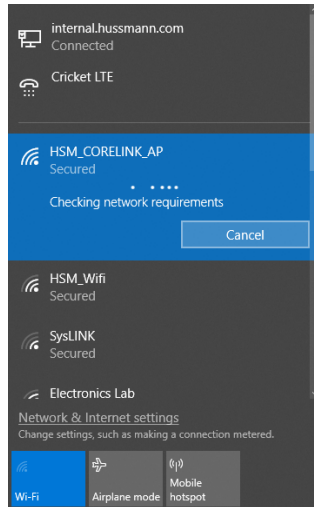 internal.hussmann.com
Connected
Cricket LTE
HSM_CORELINK_AP
Secured
Checking network requirements
Cancel
HSM_Wifi
Secured
SysLINK
Secured
Electronics Lab
Network & Internet settings
Change settings, such as making a connection metered.
Wi-Fi
Airplane mode
Mobile
hotspot